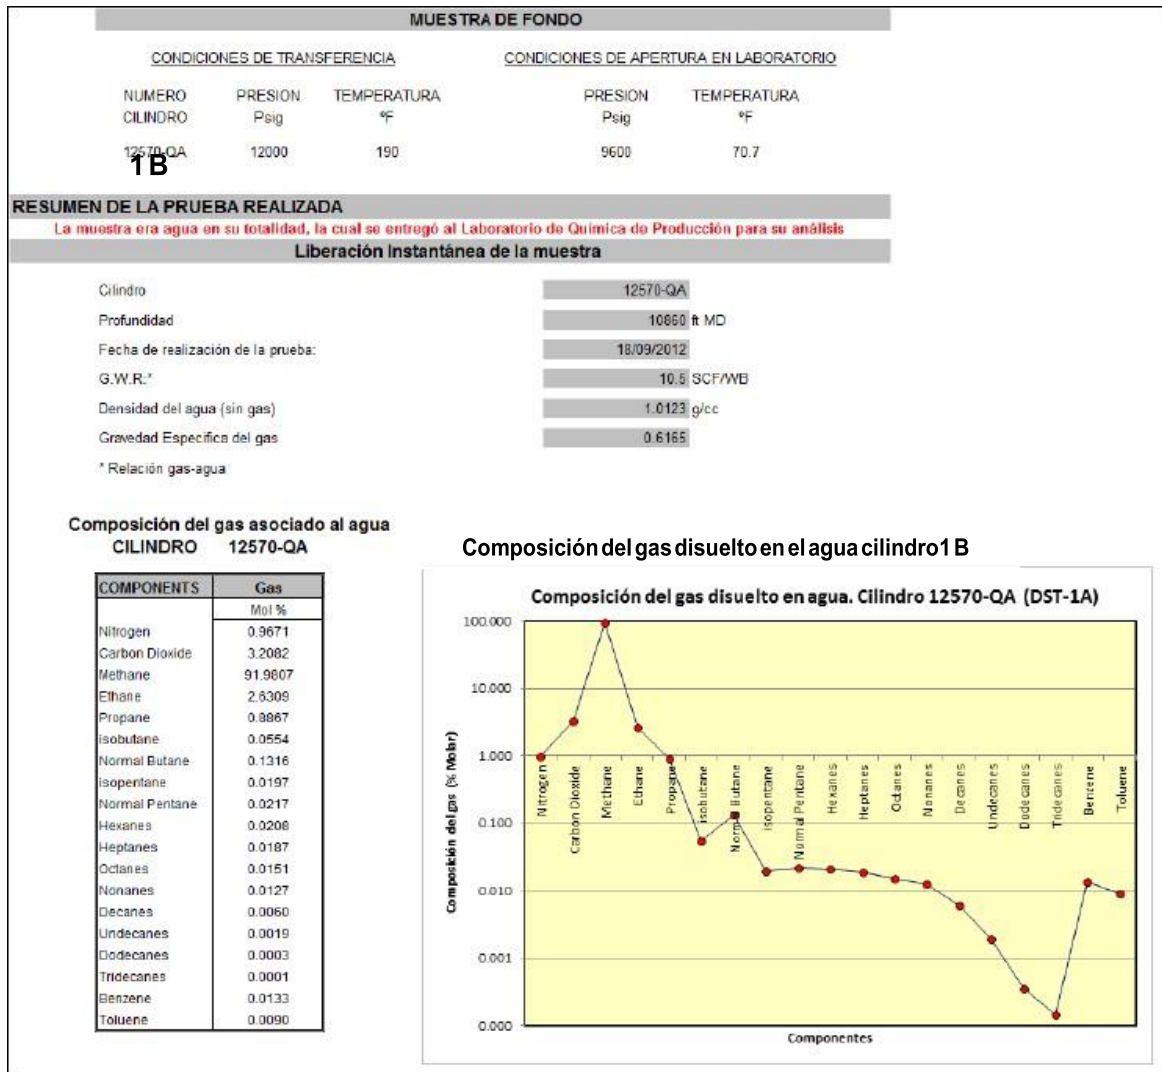 MUESTRA DE FONDO
CONDICIONES DE TRANSFERENCIA CONDICIONES DE APERTURA EN LABORATORIO
NUMERO PRESION TEMPERATURA PRESION TEMPERATURA
CILINDRO Psig ºF Psig ºF
12570-QA 12000 190 9600 70.7
1 B
RESUMEN DE LA PRUEBA REALIZADA
La muestra era agua en su totalidad, la cual se entregó al Laboratorio de Química de Producción para su análisis
Liberación Instantánea de la muestra
Cilindro 12570-QA
Profundidad 10860 ft MD
Fecha de realización de la prueba: 18/09/2012
G.W.R:* 10.5 SCF/WB
Densidad del agua (sin gas) 1.0123 g/cc
Gravedad Especifica del gas 0.6165
* Relación gas-agua
Composición del gas asociado al agua
CILINDRO 12570-QA
COMPONENTS Gas
Mol %
Nitrogen 0.9671
Carbon Dioxide 3.2082
Methane 91.9807
Ethane 2.6309
Propane 0.8867
isobutane 0.0554
Normal Butane 0.1316
isopentane 0.0197
Normal Pentane 0.0217
Hexanes 0.0208
Heptanes 0.0187
Octanes 0.0151
Nonanes 0.0127
Decanes 0.0060
Undecanes 0.0019
Dodecanes 0.0003
Tridecanes 0.0001
Benzene 0.0133
Toluene 0.0090
Composición del gas disuelto en el agua cilindro1 B
Composición del gas disuelto en agua. Cilindro 12570-QA (DST-1A)
Composición del gas (% Molar)
100.000
10.000
1.000
0.100
0.010
0.001
0.000
Nitrogen
Carbon Dioxide
Methane
Ethane
Propane
isobutane
Normal Butane
isopentane
Normal Pentane
Hexanes
Heptanes
Octanes
Nonanes
Decanes
Undecanes
Dodecanes
Tridecanes
Benzene
Toluene
Componentes